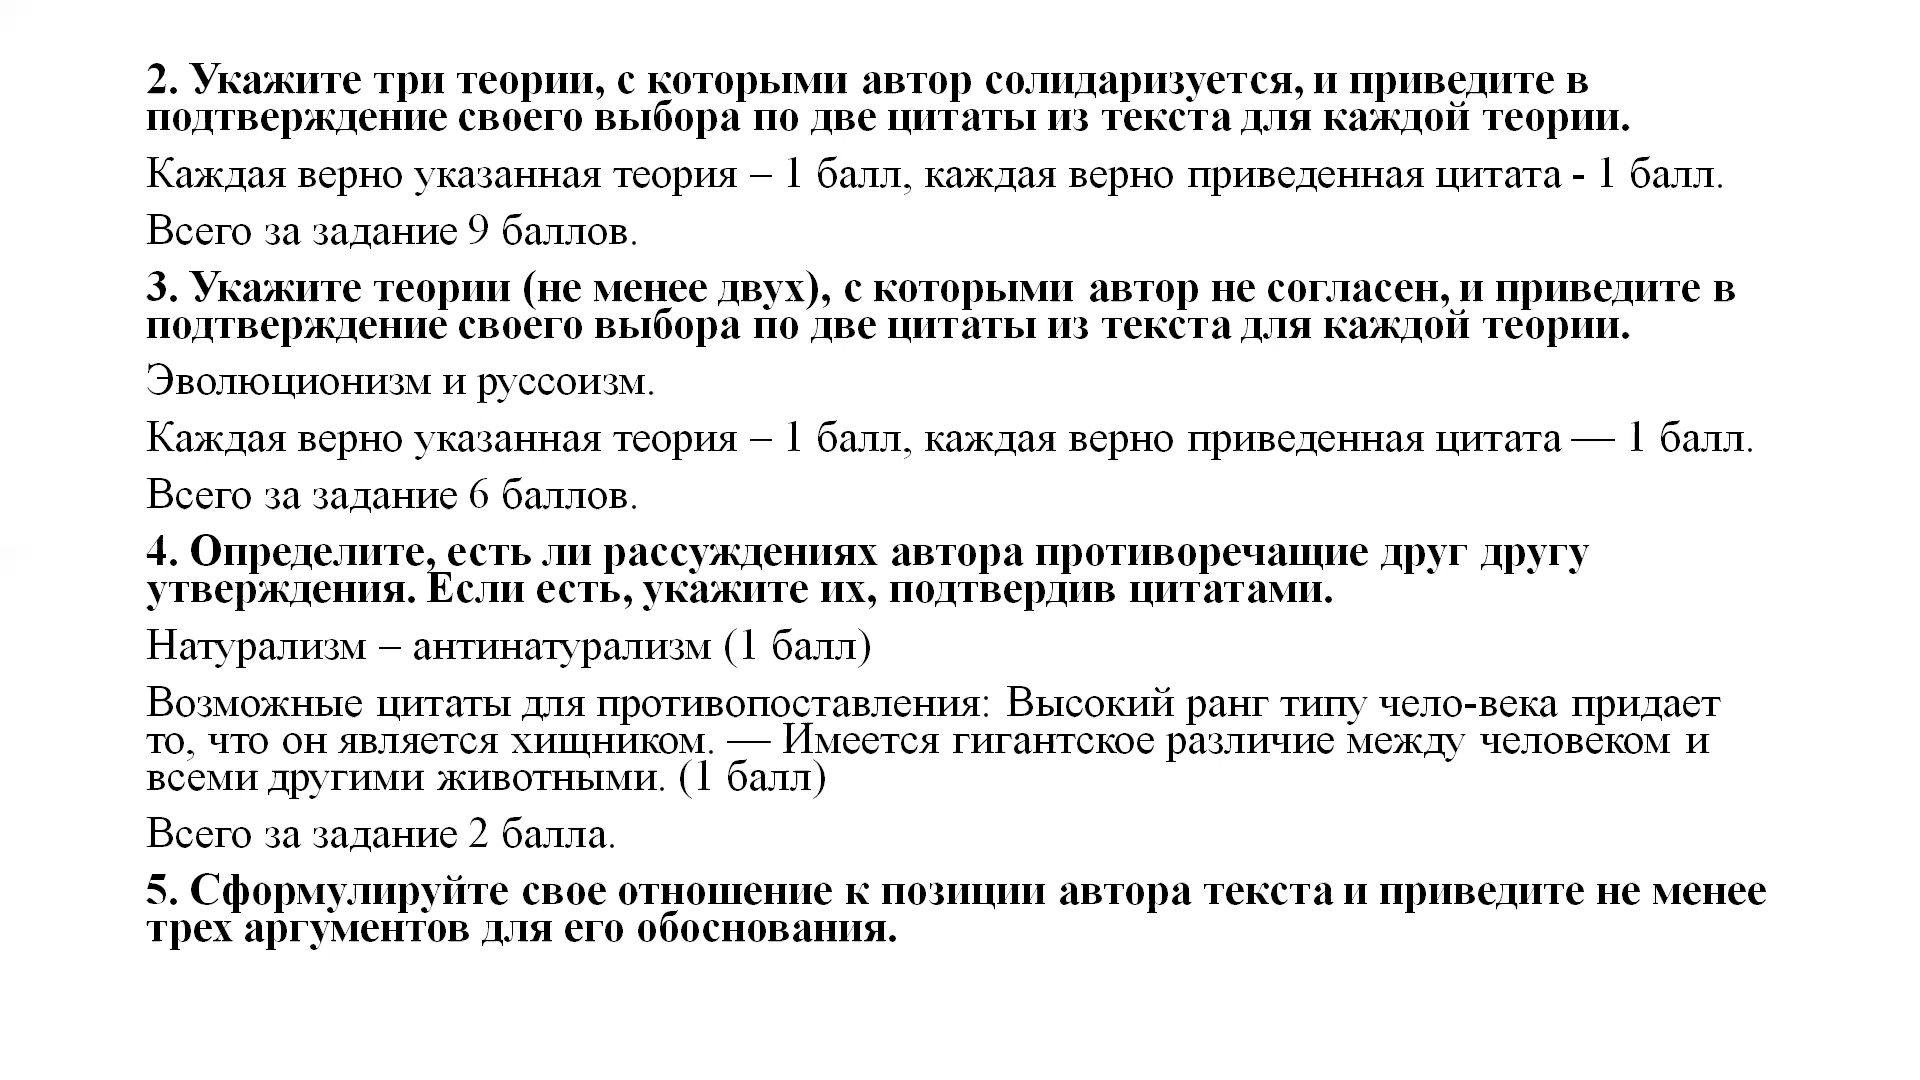 2. Укажите три теории, с которыми автор солидаризуется, и приведите в
подтверждение своего выбора по две цитаты из текста для каждой теории.
Каждая верно указанная теория – 1 балл, каждая верно приведенная цитата - 1 балл.
Всего за задание 9 баллов.
3. Укажите теории (не менее двух), с которыми автор не согласен, и приведите в
подтверждение своего выбора по две цитаты из текста для каждой теории.
Эволюционизм и руссоизм.
Каждая верно указанная теория – 1 балл, каждая верно приведенная цитата — 1 балл.
Всего за задание 6 баллов.
4. Определите, есть ли рассуждениях автора противоречащие друг другу
утверждения. Если есть, укажите их, подтвердив цитатами.
Натурализм – антинатурализм (1 балл)
Возможные цитаты для противопоставления: Высокий ранг типу чело-века придает
то, что он является хищником. — Имеется гигантское различие между человеком и
всеми другими животными. (1 балл)
Всего за задание 2 балла.
5. Сформулируйте свое отношение к позиции автора текста и приведите не менее
трех аргументов для его обоснования.